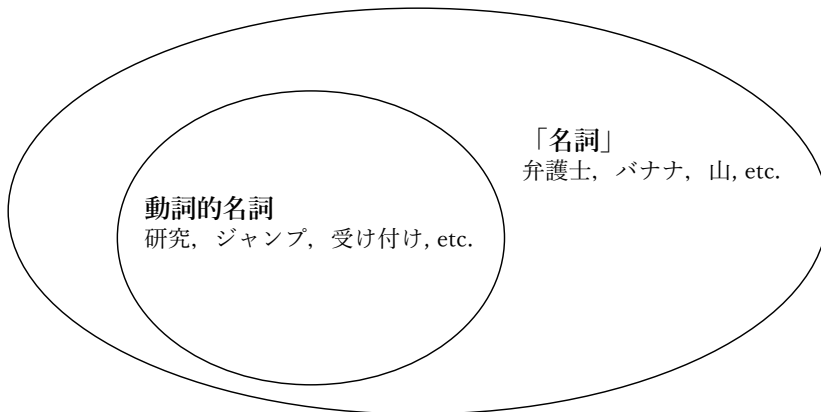 「名詞」
弁護士，バナナ，山, etc.
動詞的名詞
研究，ジャンプ，受け付け, etc.